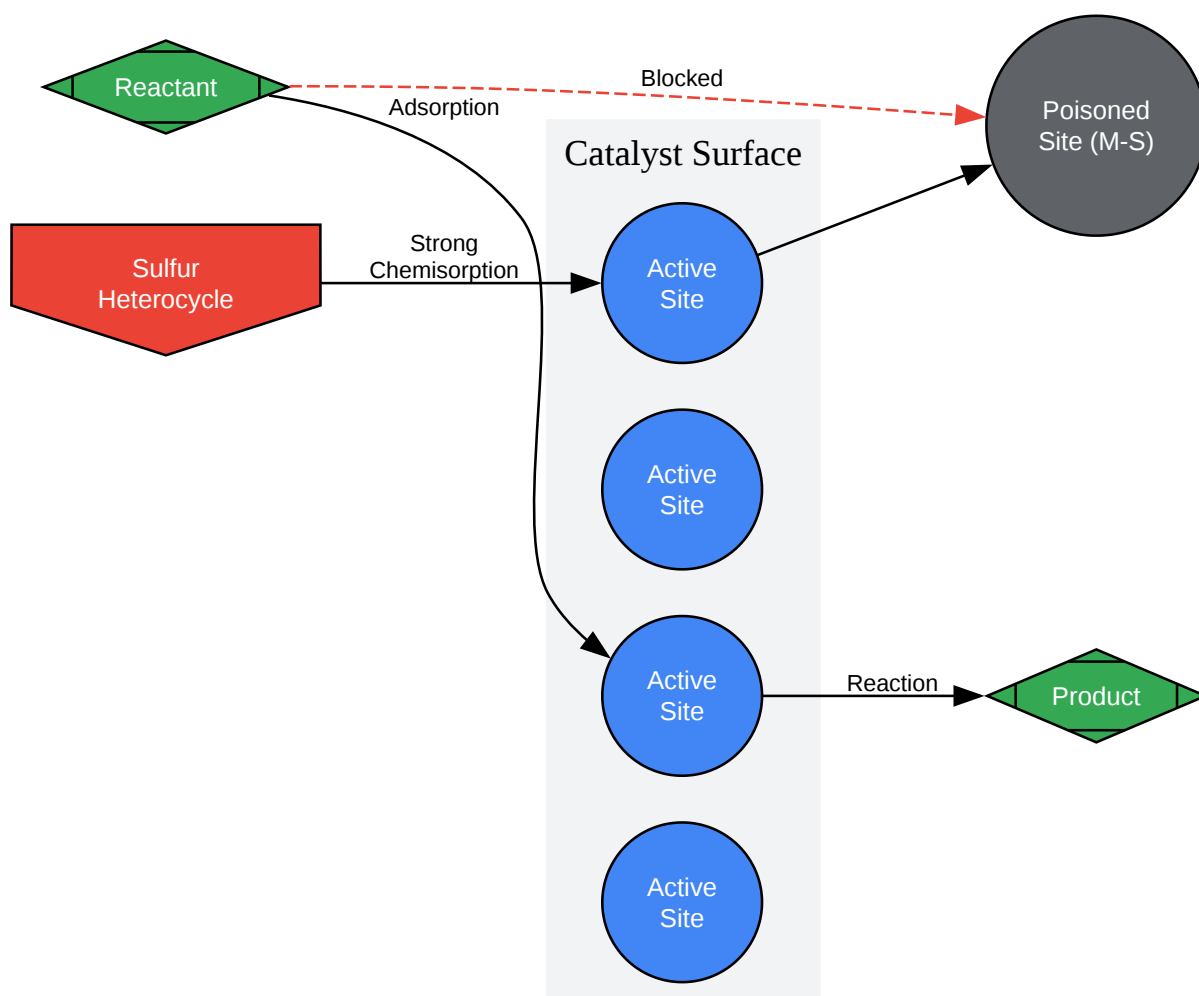 Reactant
Blocked
Adsorption
Poisoned
Site (M-S)
Catalyst Surface
Strong
Chemisorption
Sulfur
Heterocycle
Active
Site
Active
Site
Active
Site
Reaction
Product
Active
Site